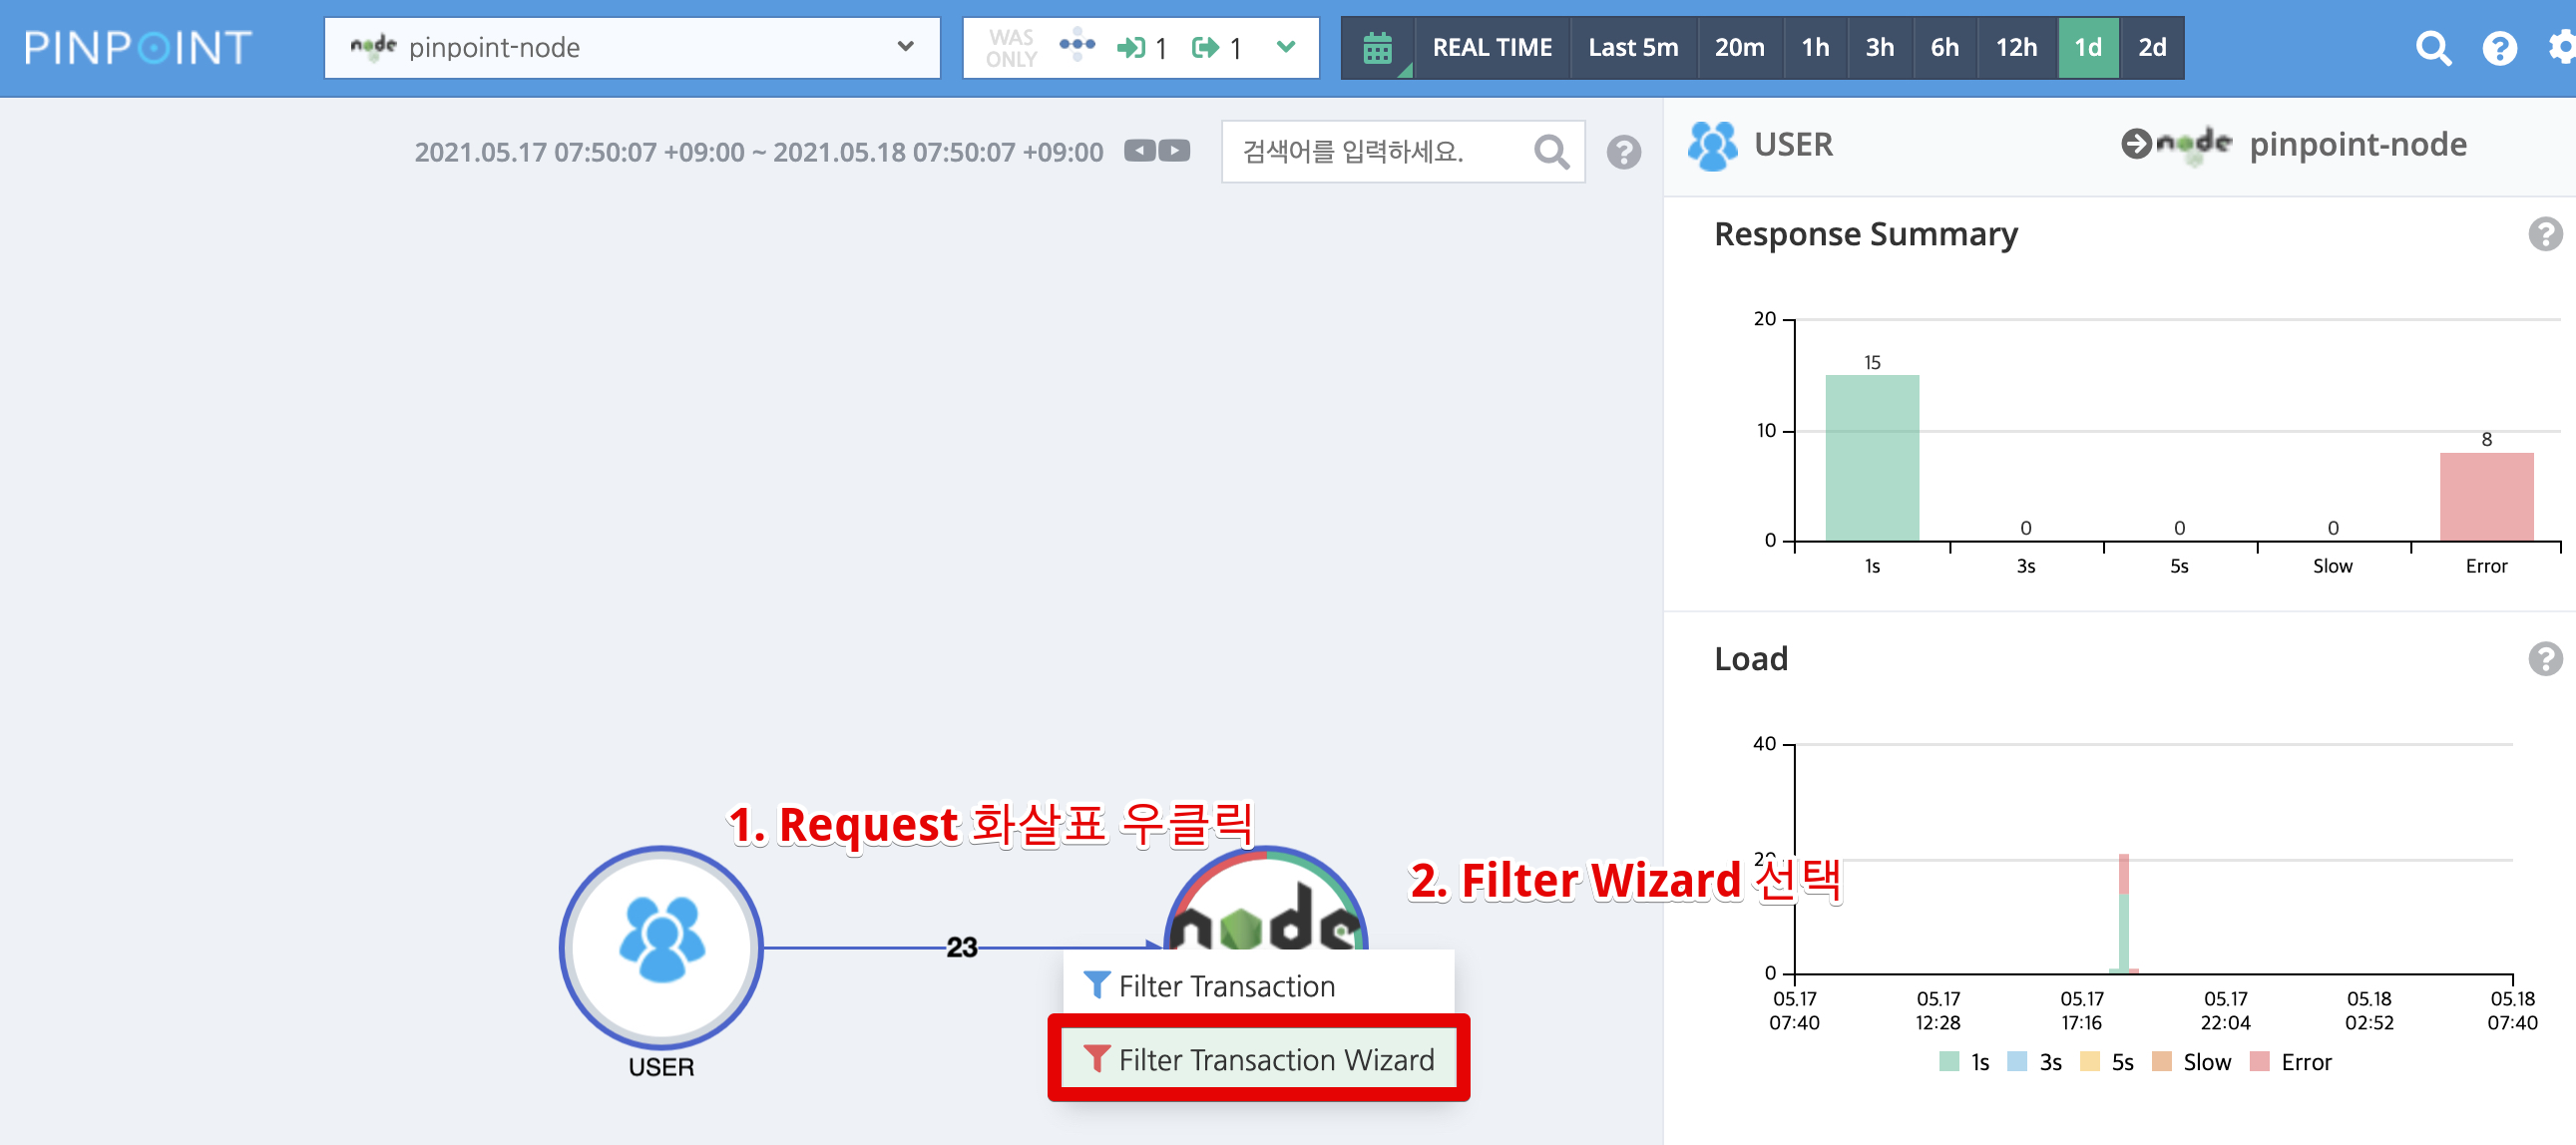 PINPOINT
node pinpoint-node
WAS ONLY 1 1
REAL TIME Last 5m 20m 1h 3h 6h 12h 1d 2d
2021.05.17 07:50:07 +09:00 ~ 2021.05.18 07:50:07 +09:00
검색어를 입력하세요.
1. Request 화살표 우클릭
2. Filter Wizard 선택
23
node
USER
Filter Transaction
Filter Transaction Wizard
USER node pinpoint-node
Response Summary
20
10
0
15
0
0
0
8
1s 3s 5s Slow Error
Load
40
20
0
05.17 05.17 05.17 05.17 05.18 05.18
07:40 12:28 17:16 22:04 02:52 07:40
1s 3s 5s Slow Error